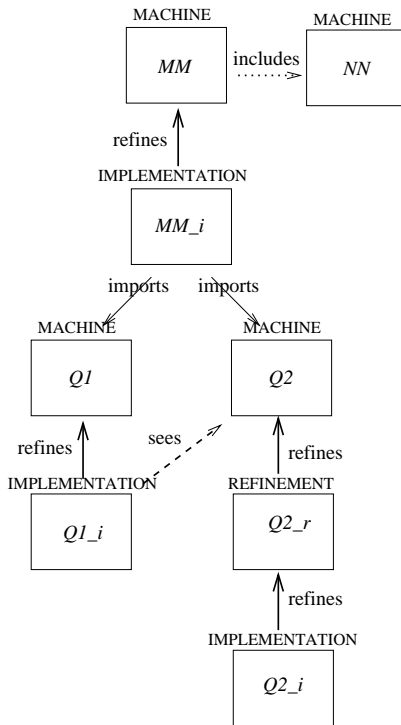 MACHINE
MACHINE
MM
includes
NN
refines
IMPLEMENTATION
MM_i
imports
imports
MACHINE
MACHINE
Q1
Q2
refines
sees
refines
IMPLEMENTATION
REFINEMENT
Q1_i
Q2_r
refines
IMPLEMENTATION
Q2_i